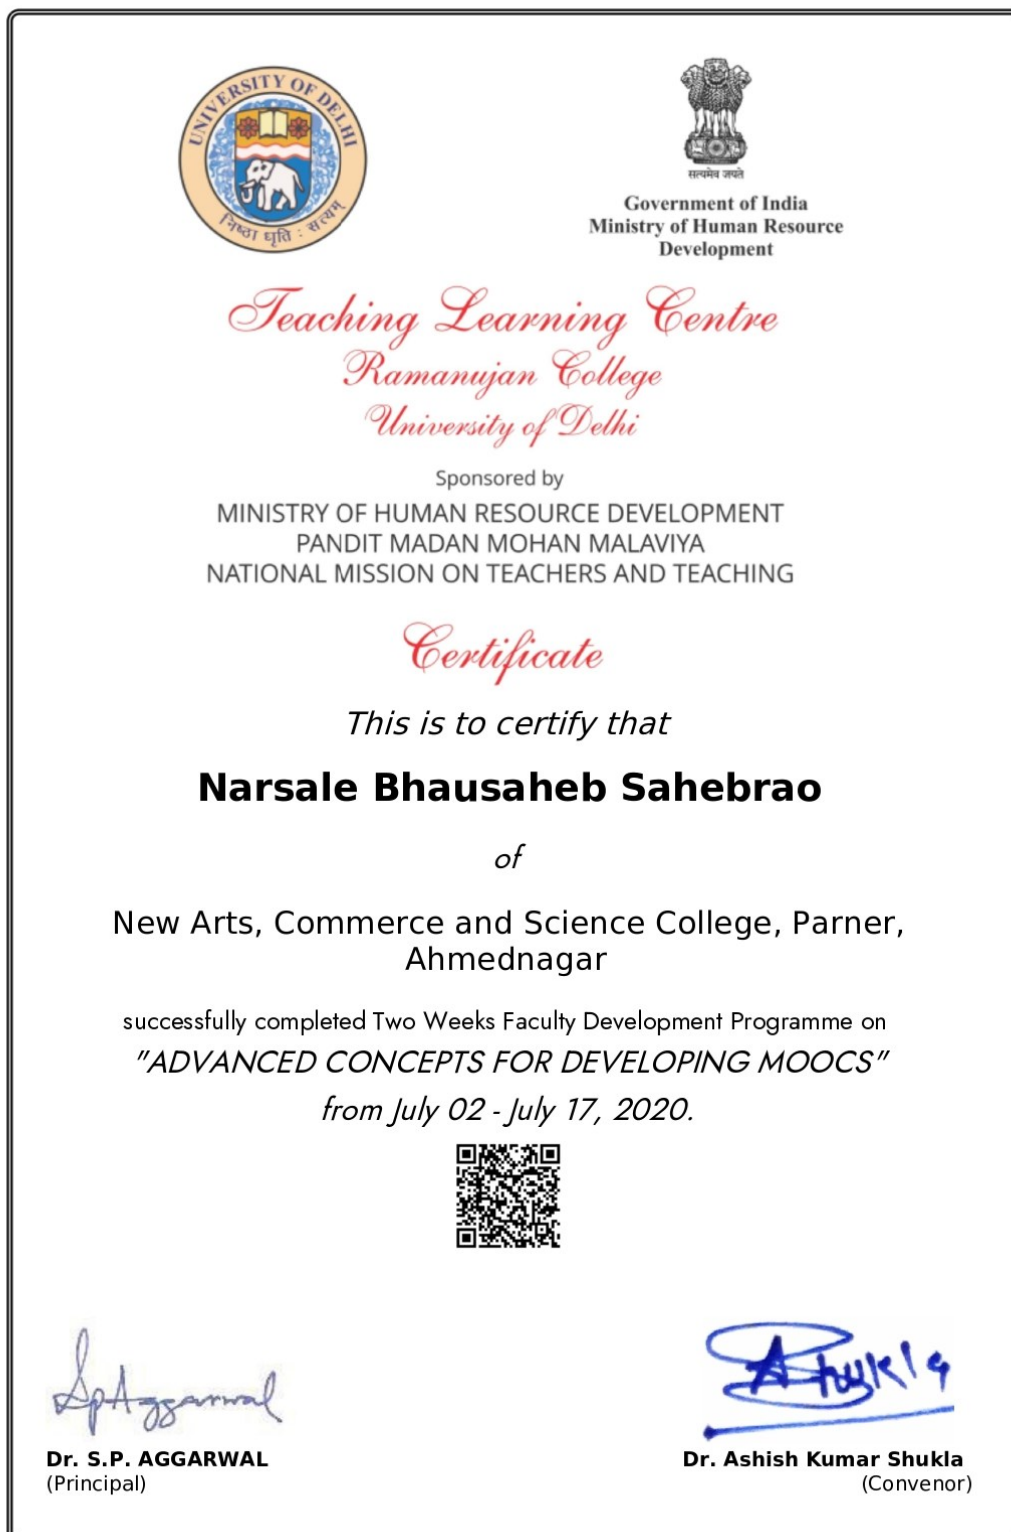 UNIVERSITY OF DELHI
निष्ठा धृति : सत्यम्
सत्यमेव जयते
Government of India
Ministry of Human Resource
Development
Teaching Learning Centre
Ramanujan College
University of Delhi
Sponsored by
MINISTRY OF HUMAN RESOURCE DEVELOPMENT
PANDIT MADAN MOHAN MALAVIYA
NATIONAL MISSION ON TEACHERS AND TEACHING
Certificate
This is to certify that
Narsale Bhausaheb Sahebrao
of
New Arts, Commerce and Science College, Parner,
Ahmednagar
successfully completed Two Weeks Faculty Development Programme on
"ADVANCED CONCEPTS FOR DEVELOPING MOOCS"
from July 02 - July 17, 2020.
SpAggarwal
AShukla
Dr. S.P. AGGARWAL
Dr. Ashish Kumar Shukla
(Principal)
(Convenor)